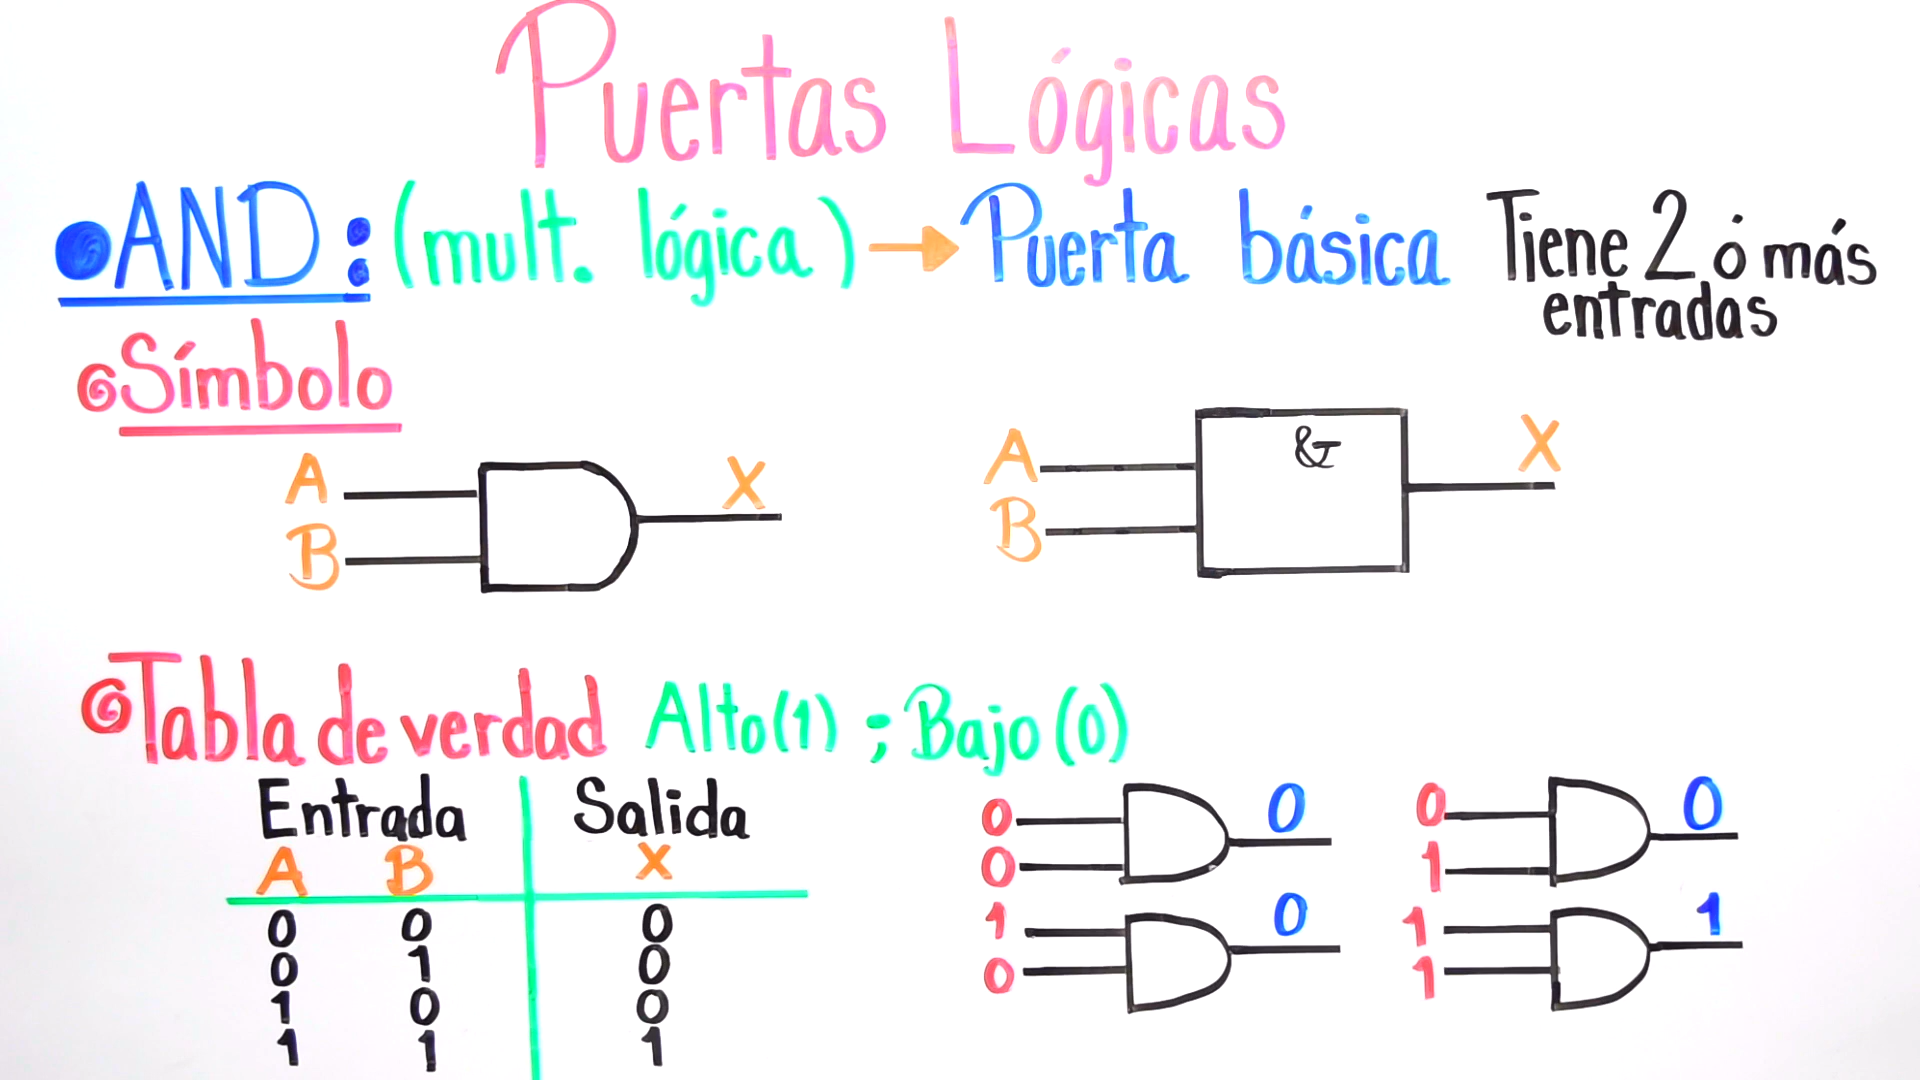 Puertas Lógicas
AND: (mult. lógica) → Puerta básica Tiene 2 ó más
entradas
Símbolo
A X
B
A & X
B
Tabla de verdad Alto(1) ; Bajo (0)
Entrada Salida
A B X
0 0 0
0 1 0
1 0 0
1 1 1
0 0
0
0 0
1
1 0
0
1 1
1